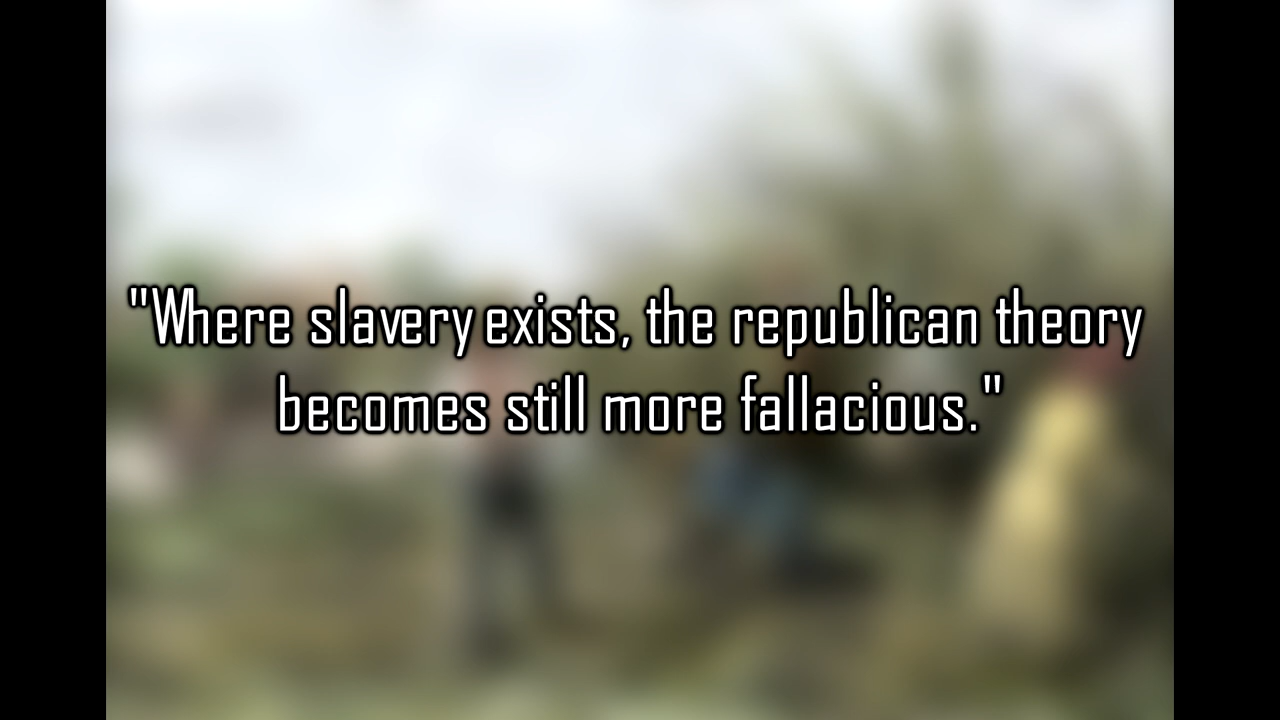 "Where slavery exists, the republican theory
becomes still more fallacious."